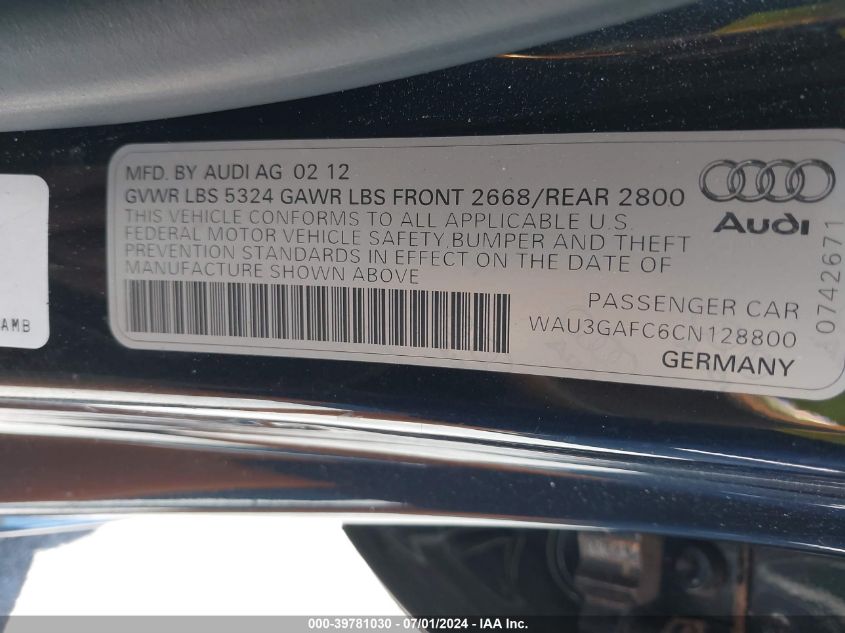 MFD. BY AUDI AG 02 12
GVWR LBS 5324 GAWR LBS FRONT 2668/REAR 2800
THIS VEHICLE CONFORMS TO ALL APPLICABLE U.S.
FEDERAL MOTOR VEHICLE SAFETY,BUMPER AND THEFT
PREVENTION STANDARDS IN EFFECT ON THE DATE OF
MANUFACTURE SHOWN ABOVE
Audi
PASSENGER CAR
WAU3GAFC6CN128800
GERMANY
A0742671
AMB
000-39781030 - 07/01/2024 - IAA Inc.